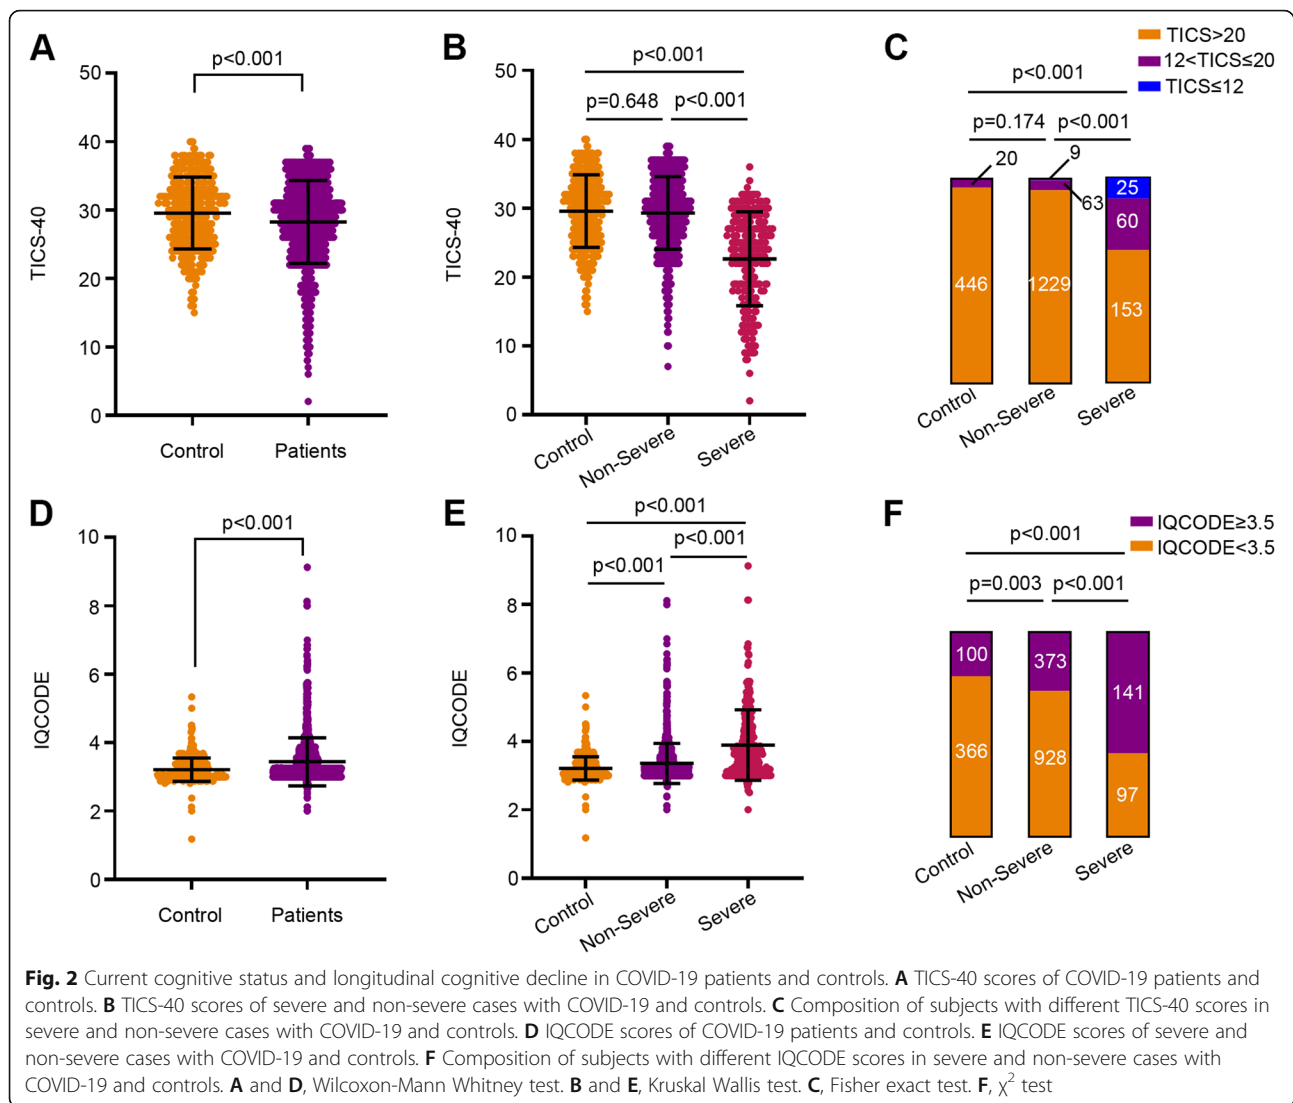 A
p<0.001
50
40
30
20
10
0
TICS-40
Control
Patients
B
p<0.001
p=0.648
p<0.001
50
40
30
20
10
0
TICS-40
Control
Non-Severe
Severe
C
TICS>20
12<TICS≤20
TICS≤12
p<0.001
p=0.174
p<0.001
20
9
63
25
60
446
1229
153
Control
Non-Severe
Severe
D
p<0.001
10
8
6
4
2
0
IQCODE
Control
Patients
E
p<0.001
p<0.001
p<0.001
10
8
6
4
2
0
IQCODE
Control
Non-Severe
Severe
F
IQCODE≥3.5
IQCODE<3.5
p<0.001
p=0.003
p<0.001
100
373
141
366
928
97
Control
Non-Severe
Severe
Fig. 2 Current cognitive status and longitudinal cognitive decline in COVID-19 patients and controls. A TICS-40 scores of COVID-19 patients and
controls. B TICS-40 scores of severe and non-severe cases with COVID-19 and controls. C Composition of subjects with different TICS-40 scores in
severe and non-severe cases with COVID-19 and controls. D IQCODE scores of COVID-19 patients and controls. E IQCODE scores of severe and
non-severe cases with COVID-19 and controls. F Composition of subjects with different IQCODE scores in severe and non-severe cases with
COVID-19 and controls. A and D, Wilcoxon-Mann Whitney test. B and E, Kruskal Wallis test. C, Fisher exact test. F, χ² test